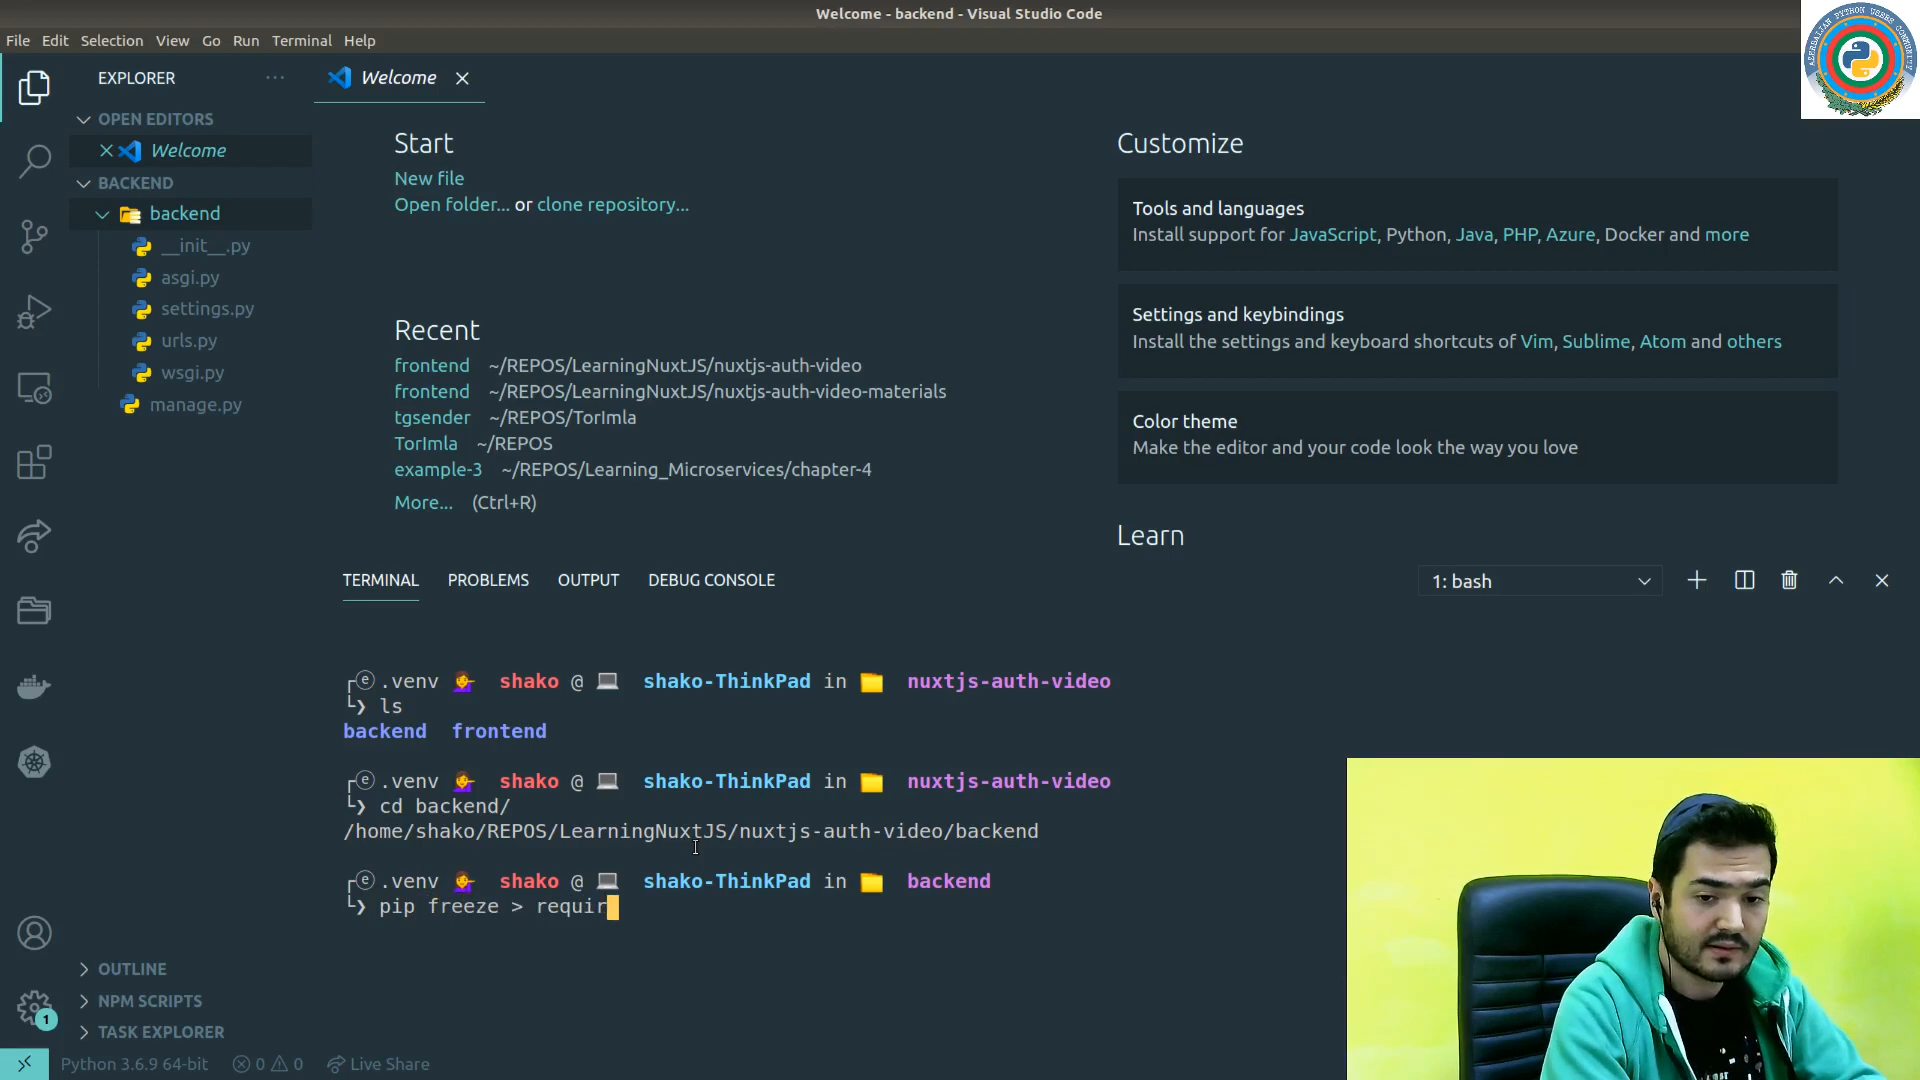 Welcome - backend - Visual Studio Code
File Edit Selection View Go Run Terminal Help
AZERBAIJAN PYTHON USERS COMMUNITY
EXPLORER
Welcome
OPEN EDITORS
Welcome
BACKEND
backend
__init__.py
asgi.py
settings.py
urls.py
wsgi.py
manage.py
OUTLINE
NPM SCRIPTS
TASK EXPLORER
Start
New file
Open folder... or clone repository...
Recent
frontend ~/REPOS/LearningNuxtJS/nuxtjs-auth-video
frontend ~/REPOS/LearningNuxtJS/nuxtjs-auth-video-materials
tgsender ~/REPOS/TorImla
TorImla ~/REPOS
example-3 ~/REPOS/Learning_Microservices/chapter-4
More... (Ctrl+R)
Customize
Tools and languages
Install support for JavaScript, Python, Java, PHP, Azure, Docker and more
Settings and keybindings
Install the settings and keyboard shortcuts of Vim, Sublime, Atom and others
Color theme
Make the editor and your code look the way you love
Learn
TERMINAL PROBLEMS OUTPUT DEBUG CONSOLE
1: bash
ⓔ .venv shako @ shako-ThinkPad in nuxtjs-auth-video
❯ ls
backend frontend
ⓔ .venv shako @ shako-ThinkPad in nuxtjs-auth-video
❯ cd backend/
/home/shako/REPOS/LearningNuxtJS/nuxtjs-auth-video/backend
ⓔ .venv shako @ shako-ThinkPad in backend
❯ pip freeze > requir
1
Python 3.6.9 64-bit 0 0 Live Share